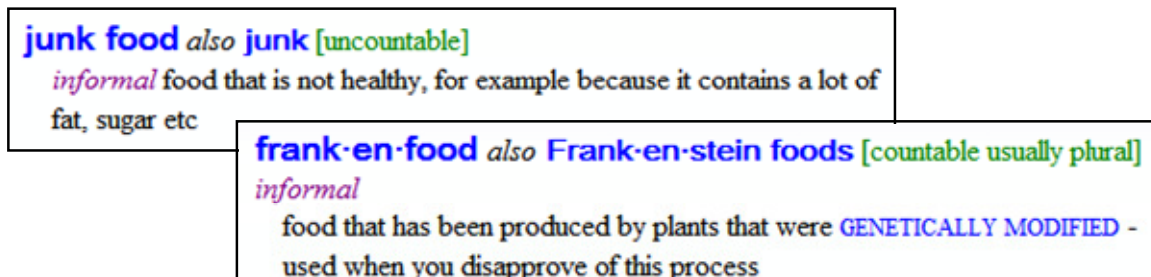 junk food also junk [uncountable]
informal food that is not healthy, for example because it contains a lot of
fat, sugar etc
frank·en·food also Frank·en·stein foods [countable usually plural]
informal
food that has been produced by plants that were GENETICALLY MODIFIED -
used when you disapprove of this process